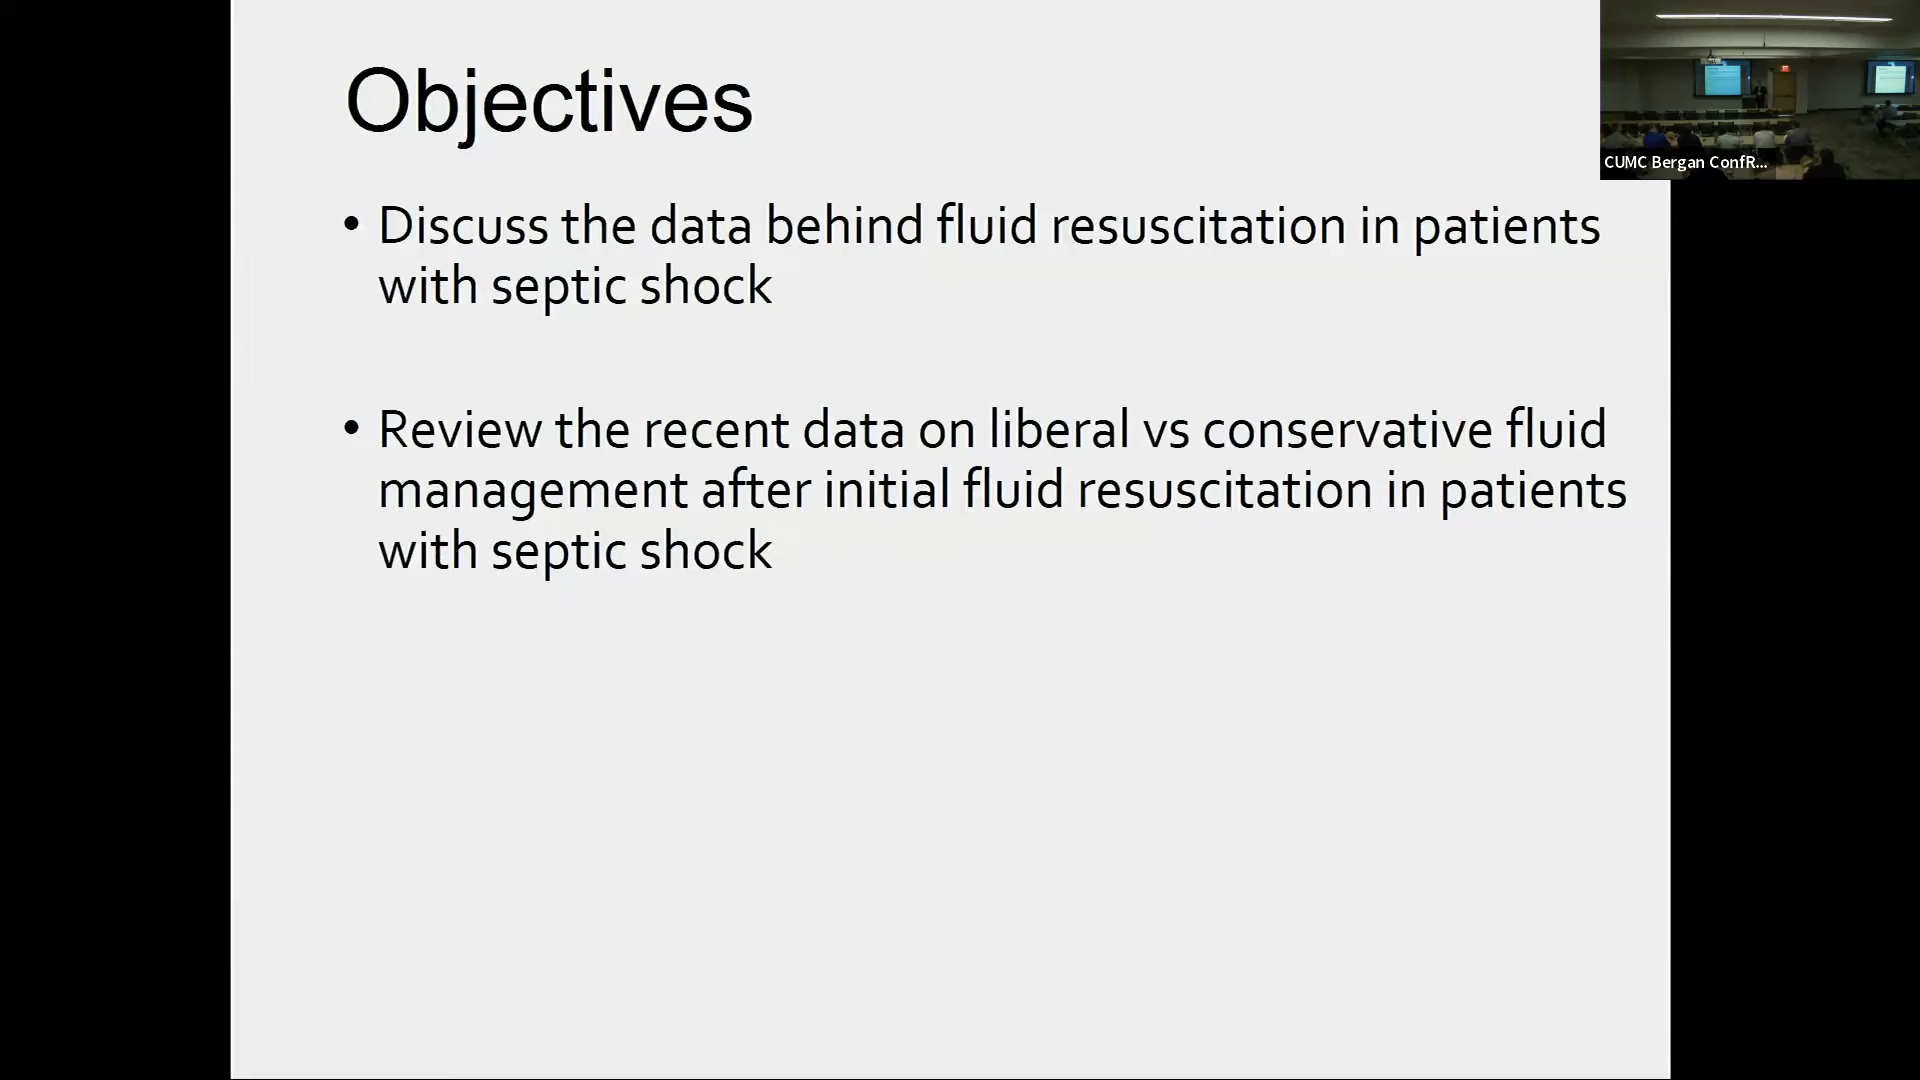 Objectives
• Discuss the data behind fluid resuscitation in patients
with septic shock
• Review the recent data on liberal vs conservative fluid
management after initial fluid resuscitation in patients
with septic shock
CUMC Bergan ConfR...